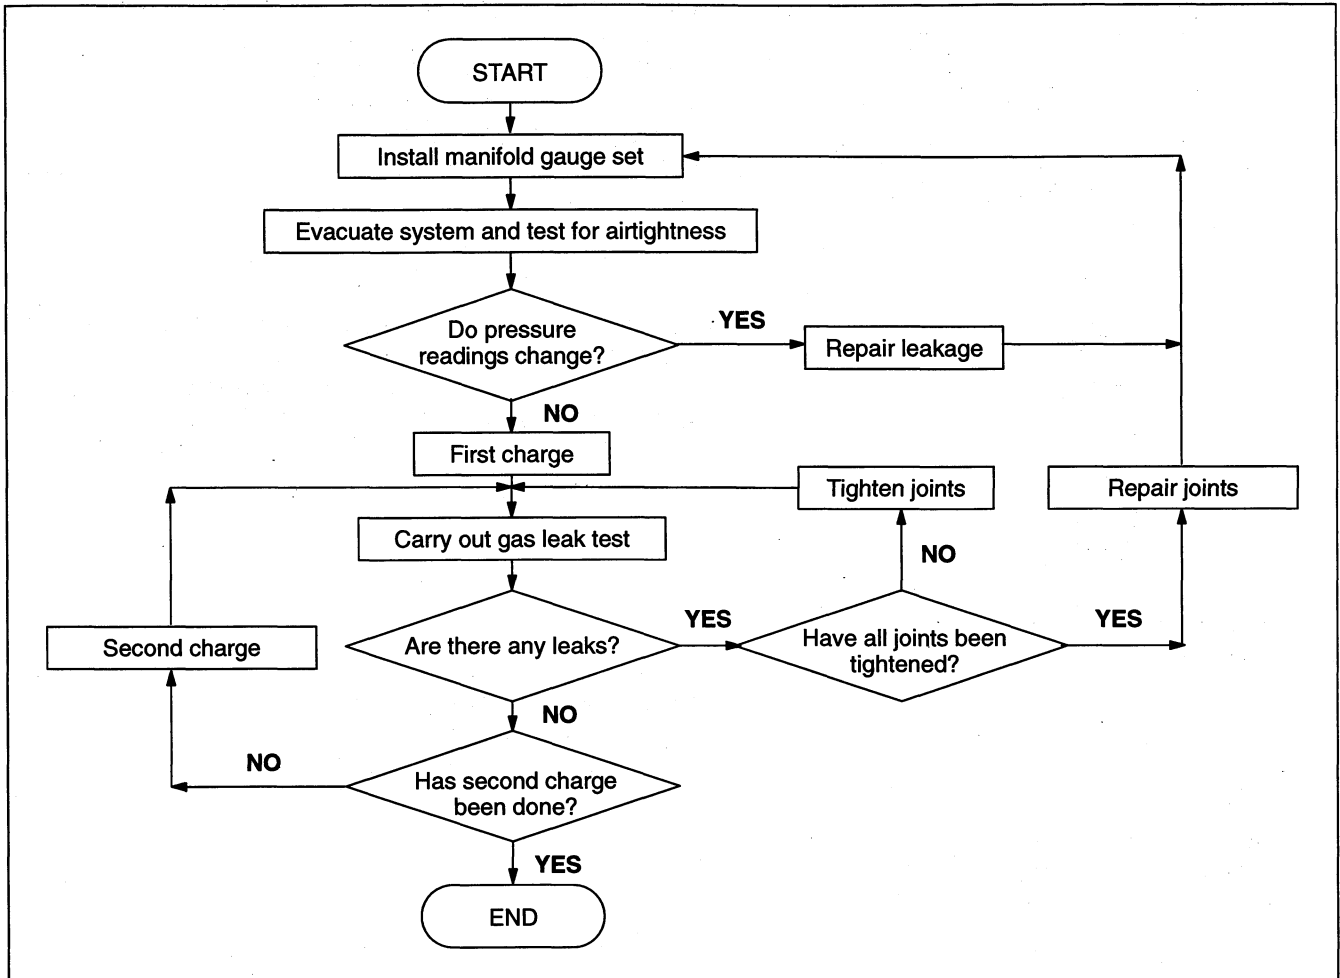 START
Install manifold gauge set
Evacuate system and test for airtightness
Do pressure
readings change?
YES
Repair leakage
NO
First charge
Tighten joints
Repair joints
Carry out gas leak test
NO
Second charge
Are there any leaks?
YES
Have all joints been
tightened?
YES
NO
NO
Has second charge
been done?
YES
END